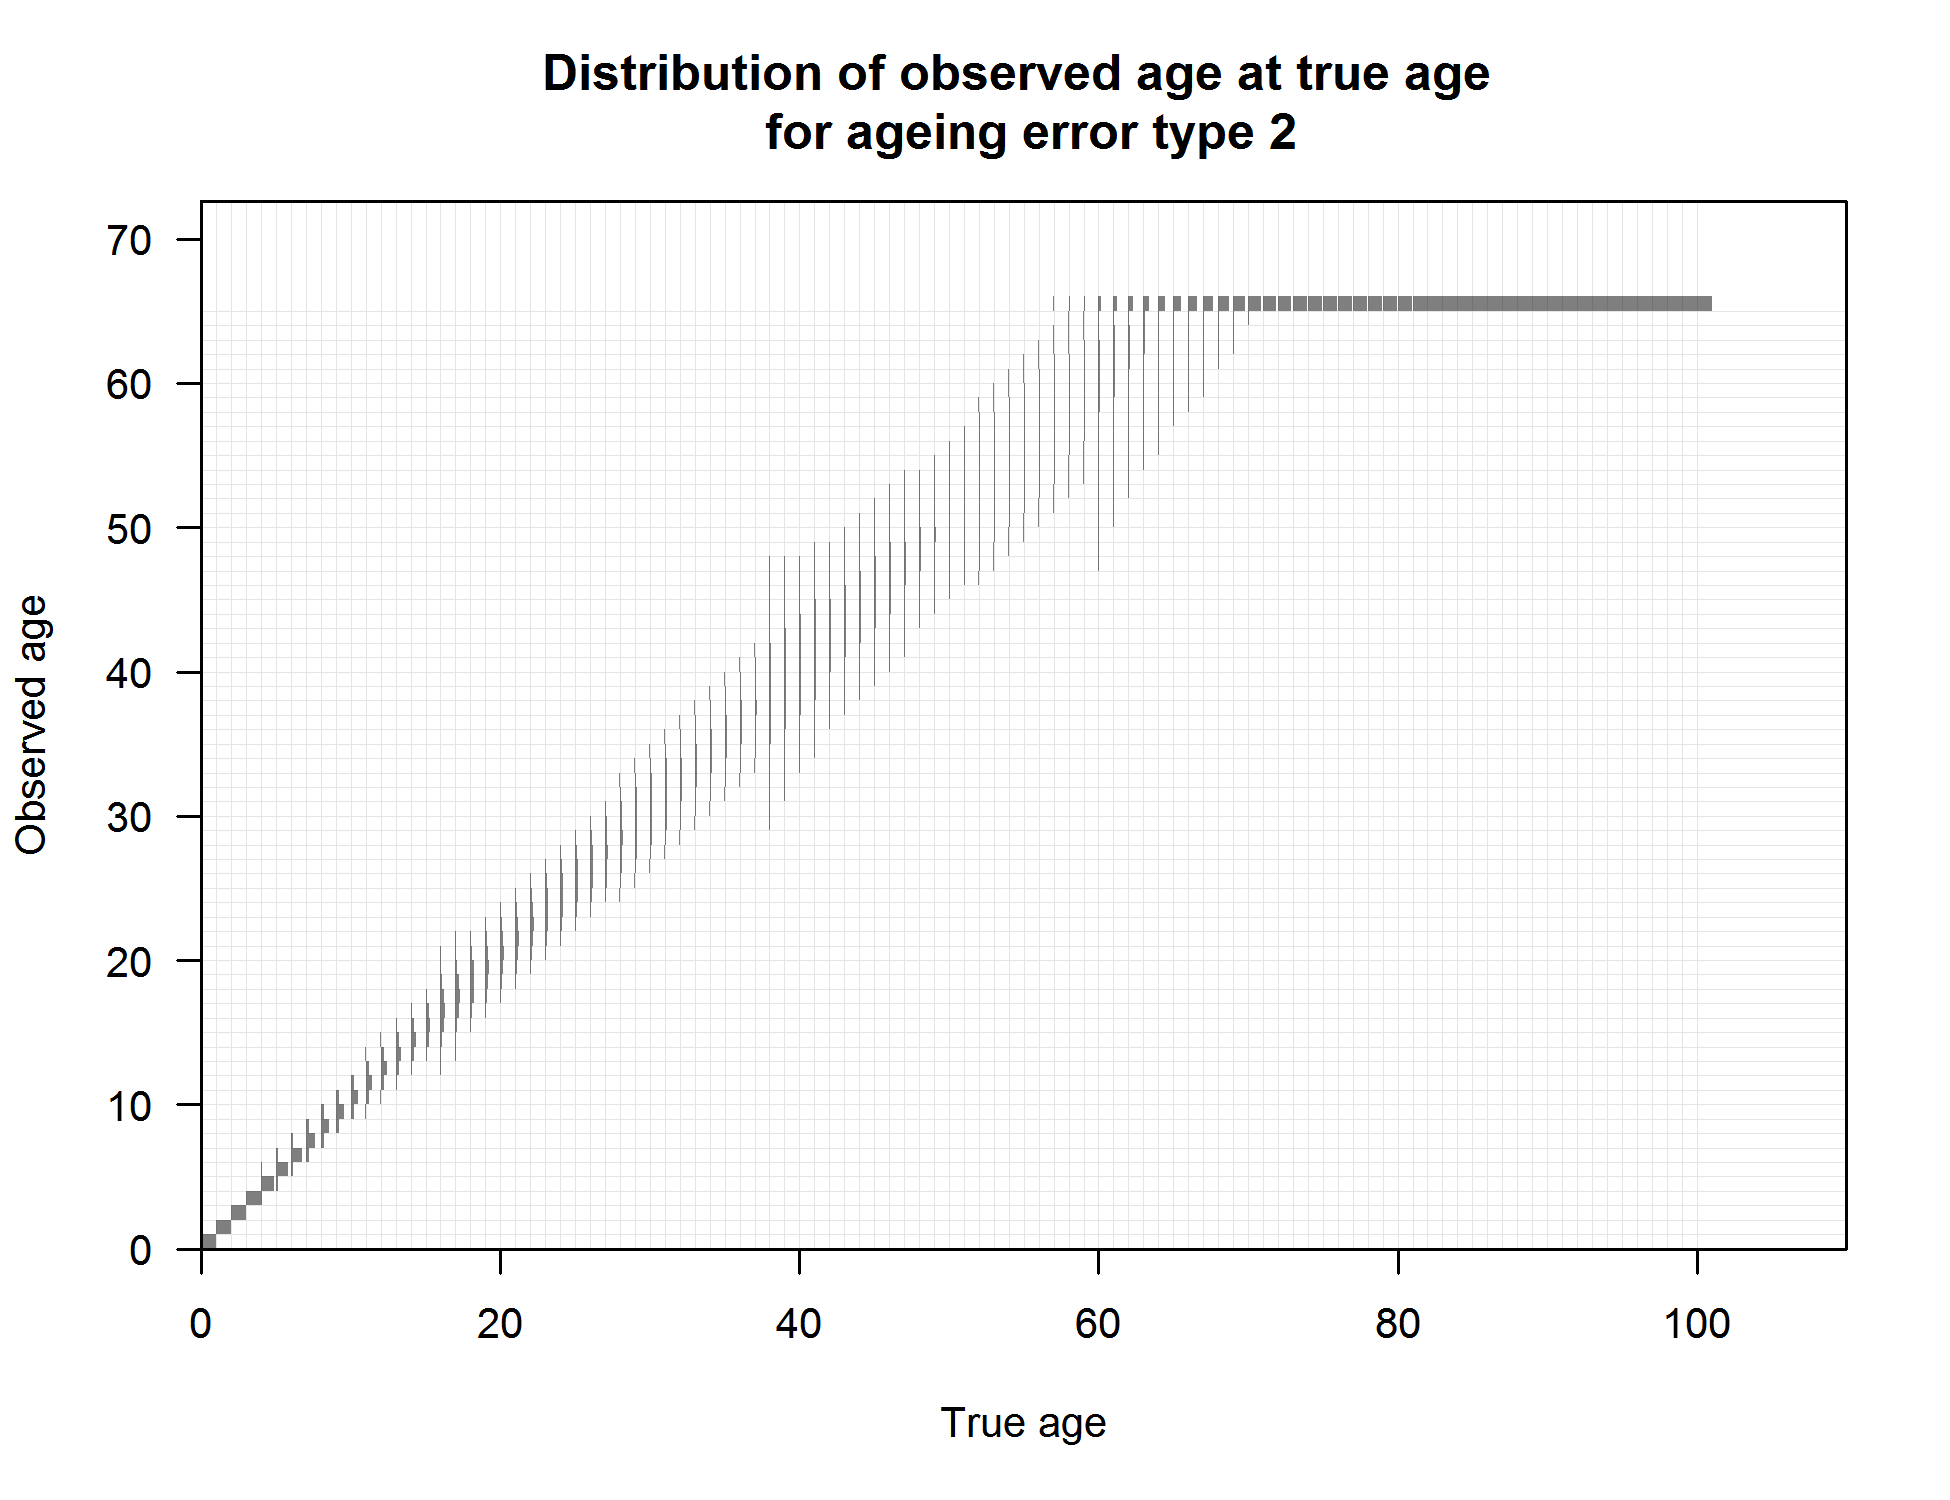 Distribution of observed age at true age
for ageing error type 2
70
60
50
40
30
20
10
0
Observed age
0 20 40 60 80 100
True age